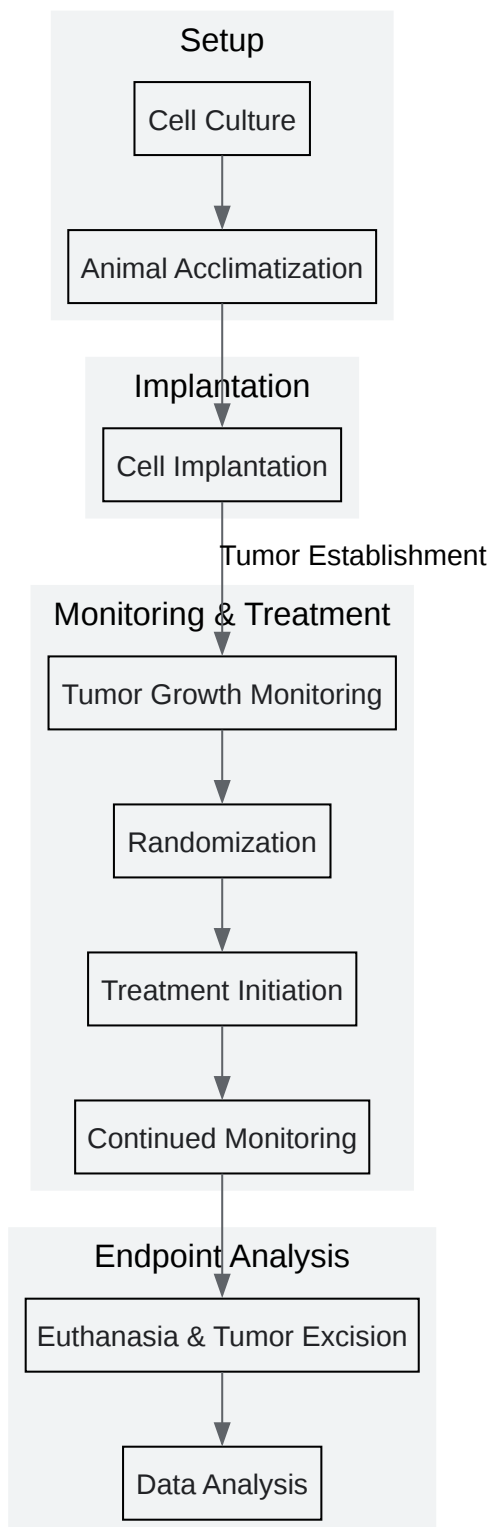 Setup
Cell Culture
Animal Acclimatization
Implantation
Cell Implantation
Tumor Establishment
Monitoring & Treatment
Tumor Growth Monitoring
Randomization
Treatment Initiation
Continued Monitoring
Endpoint Analysis
Euthanasia & Tumor Excision
Data Analysis